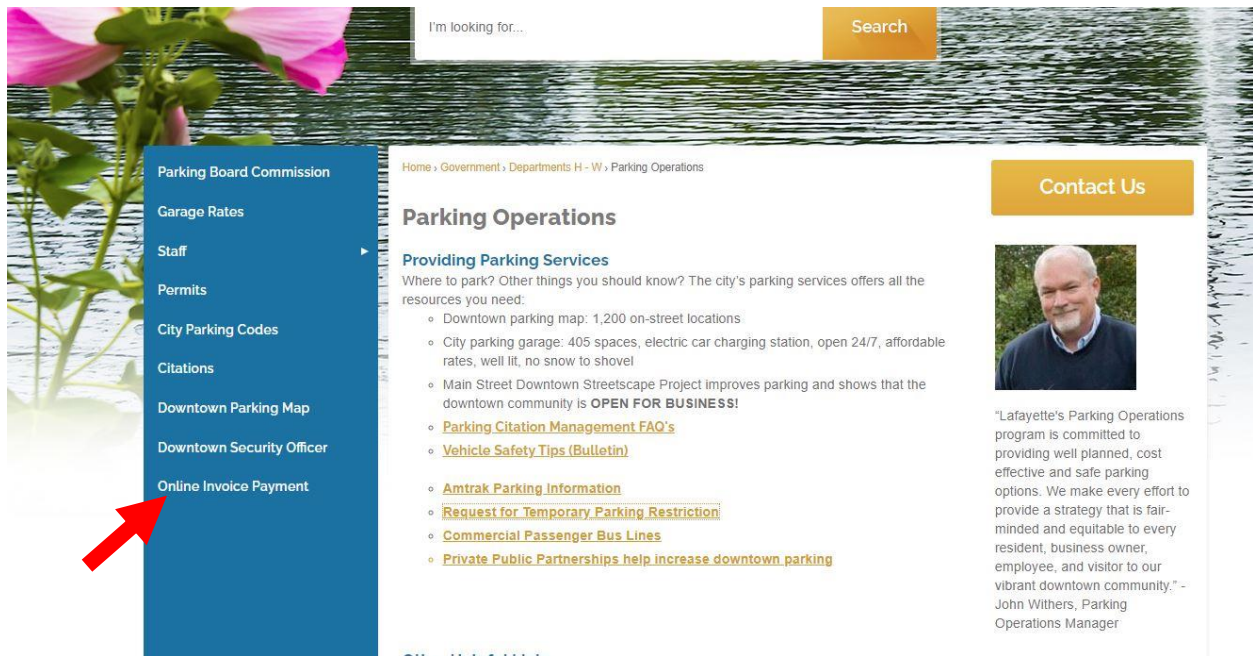 I'm looking for...
Search
Parking Board Commission
Garage Rates
Staff
Permits
City Parking Codes
Citations
Downtown Parking Map
Downtown Security Officer
Online Invoice Payment
Home › Government › Departments H - W › Parking Operations
Parking Operations
Providing Parking Services
Where to park? Other things you should know? The city's parking services offers all the
resources you need:
Downtown parking map: 1,200 on-street locations
City parking garage: 405 spaces, electric car charging station, open 24/7, affordable
rates, well lit, no snow to shovel
Main Street Downtown Streetscape Project improves parking and shows that the
downtown community is OPEN FOR BUSINESS!
Parking Citation Management FAQ's
Vehicle Safety Tips (Bulletin)
Amtrak Parking Information
Request for Temporary Parking Restriction
Commercial Passenger Bus Lines
Private Public Partnerships help increase downtown parking
Contact Us
"Lafayette's Parking Operations
program is committed to
providing well planned, cost
effective and safe parking
options. We make every effort to
provide a strategy that is fair-
minded and equitable to every
resident, business owner,
employee, and visitor to our
vibrant downtown community." -
John Withers, Parking
Operations Manager